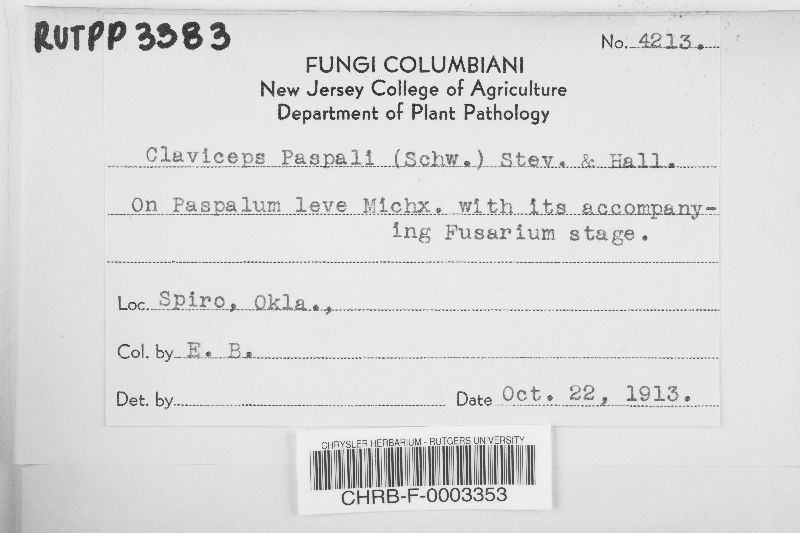 RUTPP 3383
No. 4213.
FUNGI COLUMBIANI
New Jersey College of Agriculture
Department of Plant Pathology
Claviceps Paspali (Schw.) Stev. & Hall.
On Paspalum leve Michx. with its accompany-
ing Fusarium stage.
Loc. Spiro, Okla.,
Col. by E. B.
Det. by
Date Oct. 22, 1913.
CHRYSLER HERBARIUM - RUTGERS UNIVERSITY
CHRB-F-0003353